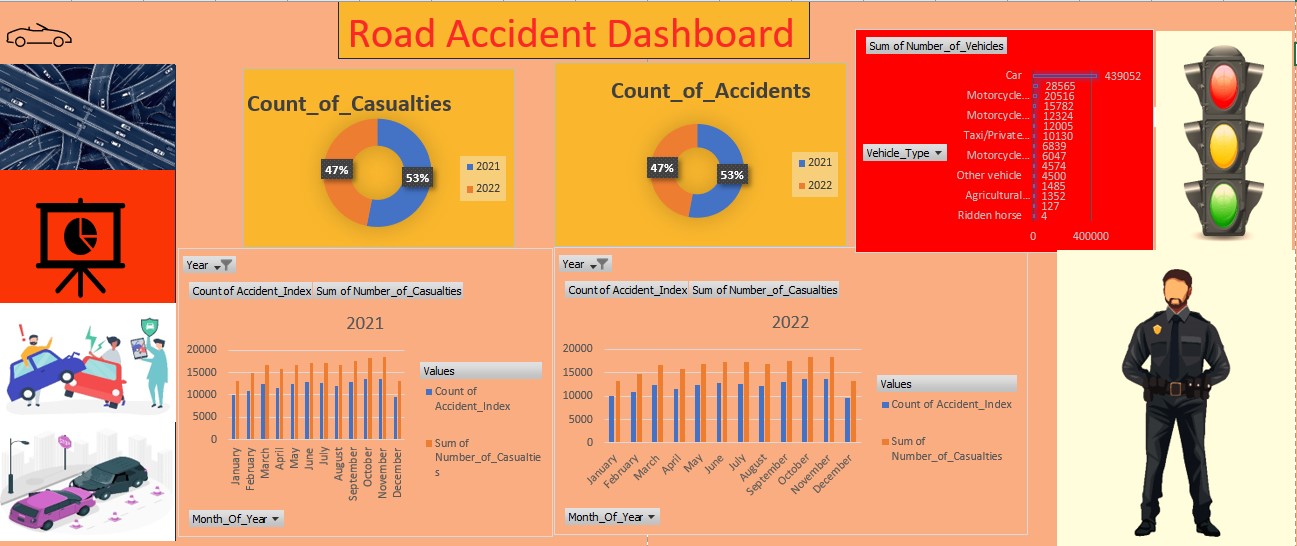 Road Accident Dashboard
Count_of_Casualties
47%
53%
2021
2022
Count_of_Accidents
47%
53%
2021
2022
Sum of Number_of_Vehicles
Vehicle_Type
Car
439052
28565
Motorcycle...
20516
15782
Motorcycle...
12324
12005
Taxi/Private...
10130
6839
Motorcycle...
6047
4574
Other vehicle
4500
1485
Agricultural...
1352
127
Ridden horse
4
0
400000
Year
Count of Accident_Index
Sum of Number_of_Casualties
2021
20000
15000
10000
5000
0
January
February
March
April
May
June
July
August
September
October
November
December
Values
Count of
Accident_Index
Sum of
Number_of_Casualtie
s
Month_Of_Year
Year
Count of Accident_Index
Sum of Number_of_Casualties
2022
20000
15000
10000
5000
0
January
February
March
April
May
June
July
August
September
October
November
December
Values
Count of Accident_Index
Sum of
Number_of_Casualties
Month_Of_Year